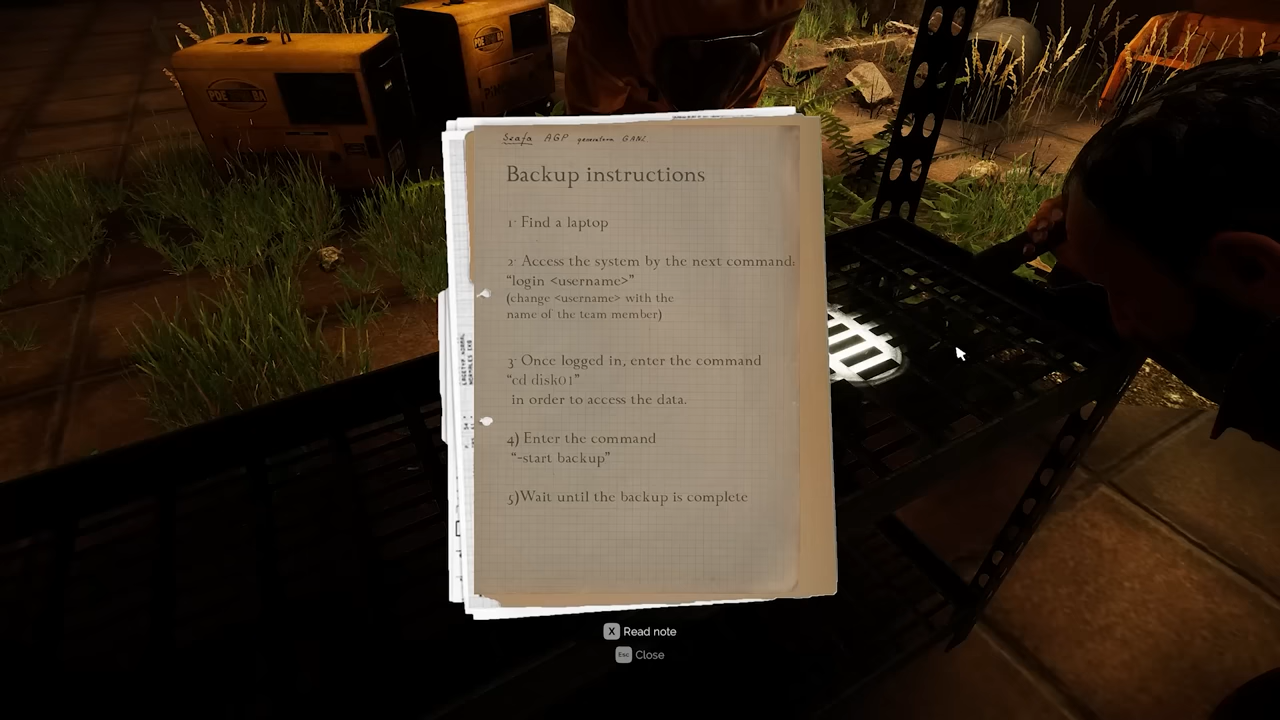 AGP
Backup instructions
1· Find a laptop
2· Access the system by the next command:
“login <username>”
(change <username> with the
name of the team member)
3· Once logged in, enter the command
“cd disk01”
in order to access the data.
4) Enter the command
“-start backup”
5)Wait until the backup is complete
X Read note
Esc Close